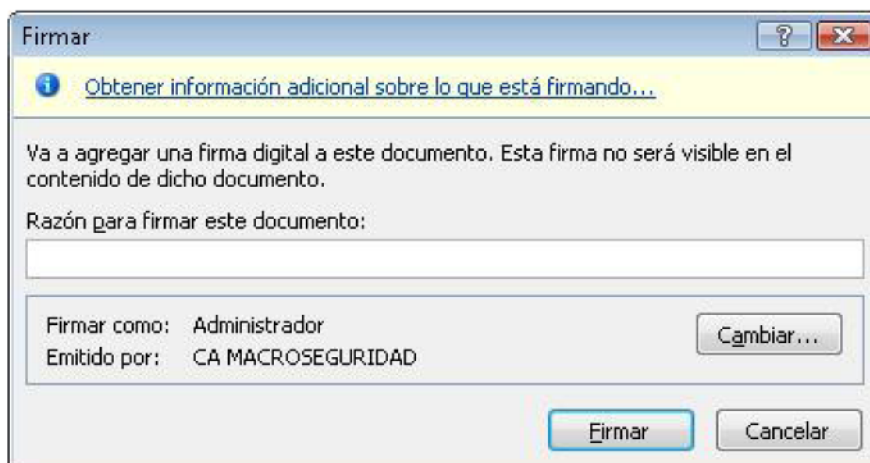 Firmar
Obtener información adicional sobre lo que está firmando...
Va a agregar una firma digital a este documento. Esta firma no será visible en el
contenido de dicho documento.
Razón para firmar este documento:
Firmar como: Administrador
Cambiar...
Emitido por: CA MACROSEGURIDAD
Firmar Cancelar